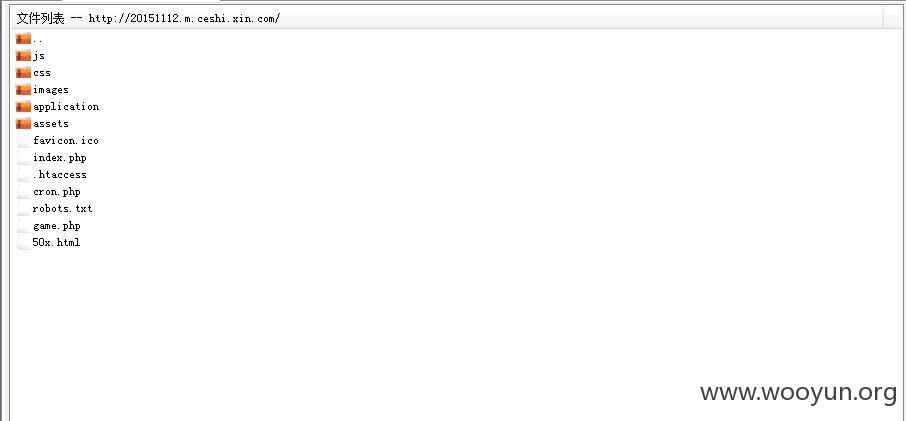 文件列表 -- http://20151112.m.ceshi.xin.com/
..
js
css
images
application
assets
favicon.ico
index.php
.htaccess
cron.php
robots.txt
game.php
50x.html
www.wooyun.org